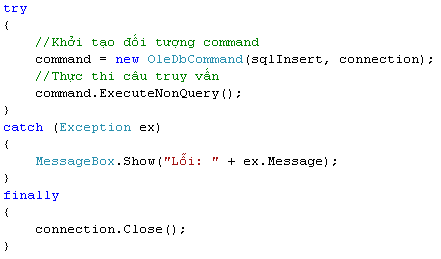 try
{
    //Khởi tạo đối tượng command
    command = new OleDbCommand(sqlInsert, connection);
    //Thực thi câu truy vấn
    command.ExecuteNonQuery();
}
catch (Exception ex)
{
    MessageBox.Show("Lỗi: " + ex.Message);
}
finally
{
    connection.Close();
}